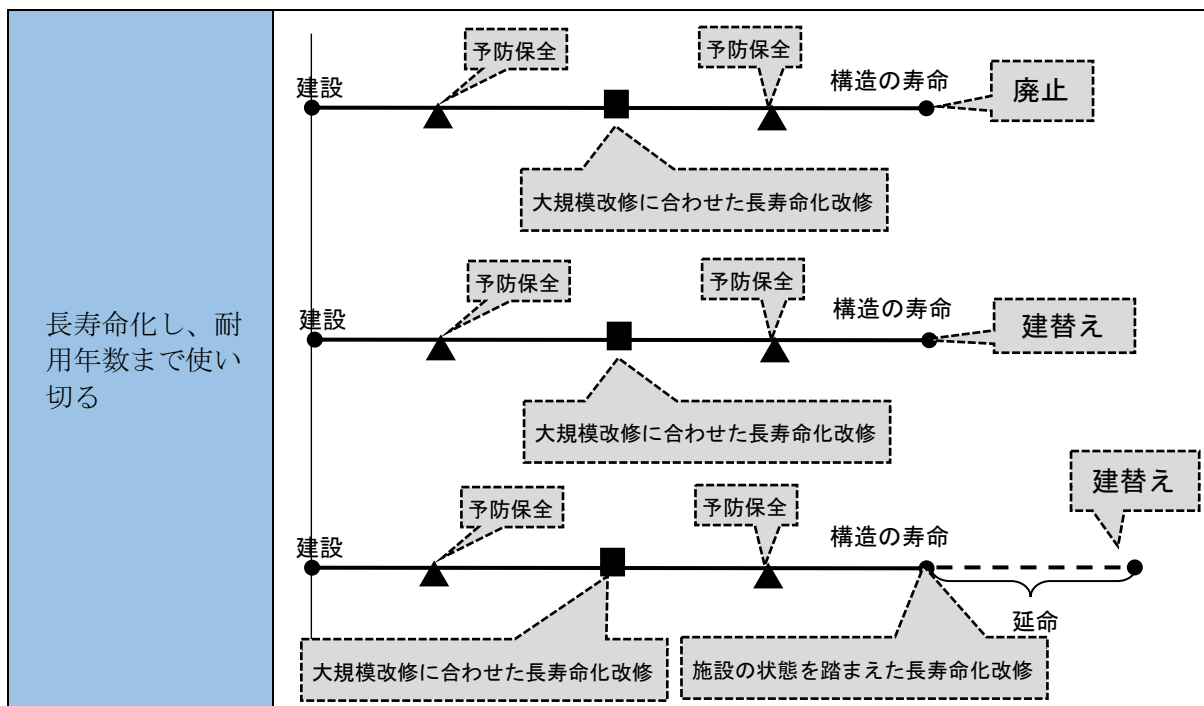 長寿命化し、耐
用年数まで使い
切る
予防保全
予防保全
建設
構造の寿命
廃止
大規模改修に合わせた長寿命化改修
予防保全
予防保全
建設
構造の寿命
建替え
大規模改修に合わせた長寿命化改修
予防保全
予防保全
建設
構造の寿命
建替え
延命
大規模改修に合わせた長寿命化改修
施設の状態を踏まえた長寿命化改修